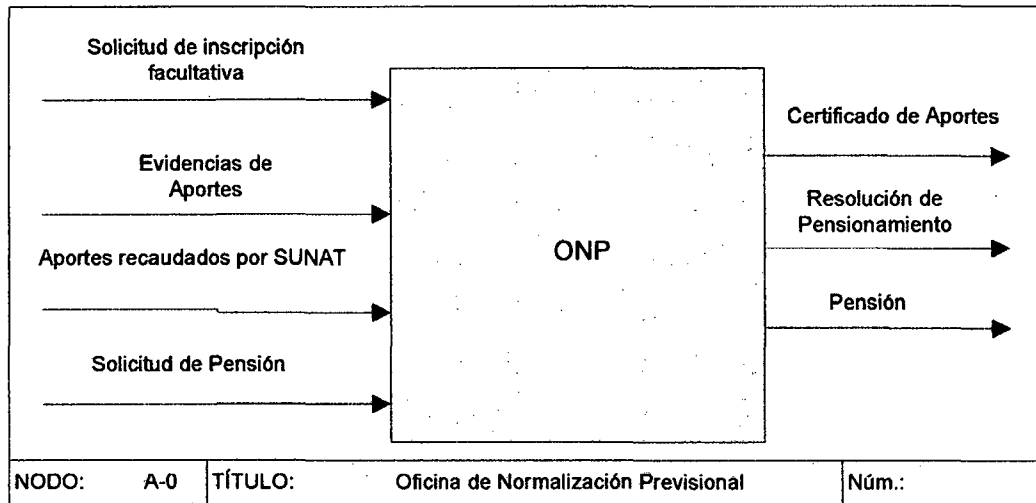 Solicitud de inscripción
facultativa
Evidencias de
Aportes
Aportes recaudados por SUNAT
Solicitud de Pensión
ONP
Certificado de Aportes
Resolución de
Pensionamiento
Pensión
NODO: A-0 TÍTULO: Oficina de Normalización Previsional Núm.: